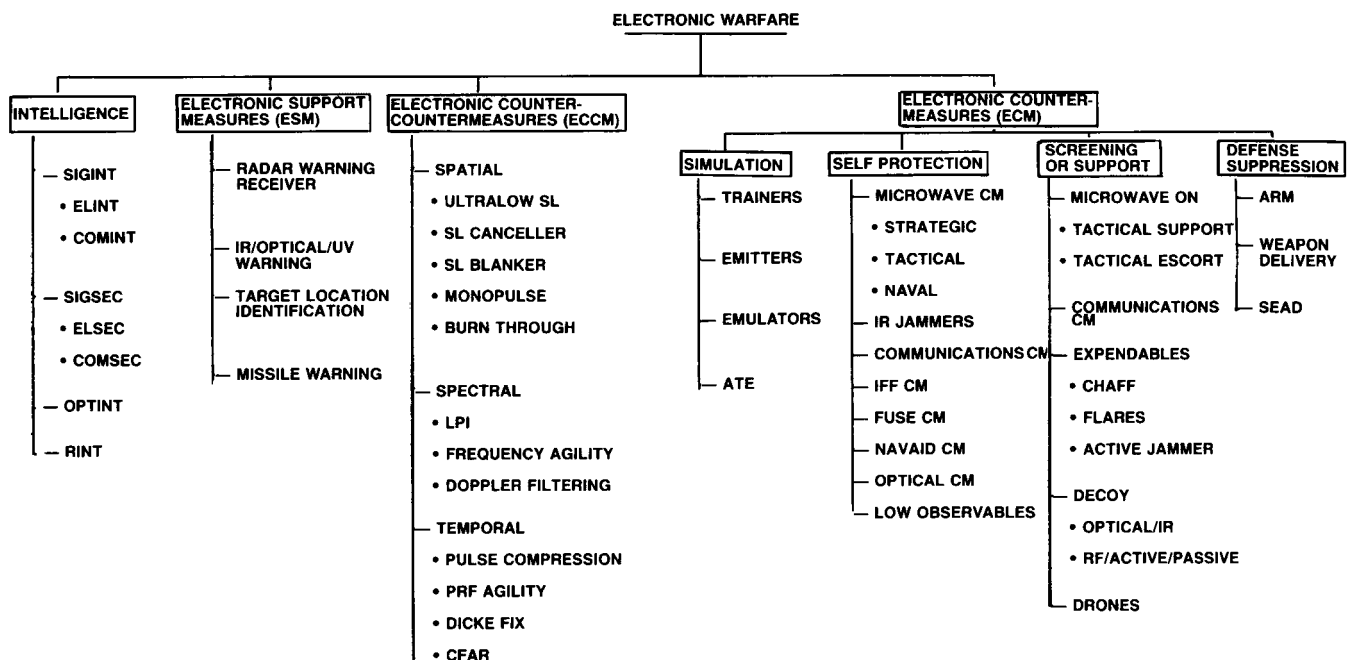 ELECTRONIC WARFARE
INTELLIGENCE
— SIGINT
• ELINT
• COMINT
— SIGSEC
• ELSEC
• COMSEC
— OPTINT
— RINT
ELECTRONIC SUPPORT
MEASURES (ESM)
RADAR WARNING
RECEIVER
IR/OPTICAL/UV
WARNING
TARGET LOCATION
IDENTIFICATION
MISSILE WARNING
ELECTRONIC COUNTER-
COUNTERMEASURES (ECCM)
SPATIAL
• ULTRALOW SL
• SL CANCELLER
• SL BLANKER
• MONOPULSE
• BURN THROUGH
SPECTRAL
• LPI
• FREQUENCY AGILITY
• DOPPLER FILTERING
TEMPORAL
• PULSE COMPRESSION
• PRF AGILITY
• DICKE FIX
• CFAR
ELECTRONIC COUNTER-
MEASURES (ECM)
SIMULATION
TRAINERS
EMITTERS
EMULATORS
ATE
SELF PROTECTION
MICROWAVE CM
• STRATEGIC
• TACTICAL
• NAVAL
IR JAMMERS
COMMUNICATIONS CM
IFF CM
FUSE CM
NAVAID CM
OPTICAL CM
LOW OBSERVABLES
SCREENING
OR SUPPORT
MICROWAVE ON
• TACTICAL SUPPORT
• TACTICAL ESCORT
COMMUNICATIONS
CM
EXPENDABLES
• CHAFF
• FLARES
• ACTIVE JAMMER
DECOY
• OPTICAL/IR
• RF/ACTIVE/PASSIVE
DRONES
DEFENSE
SUPPRESSION
ARM
WEAPON
DELIVERY
SEAD